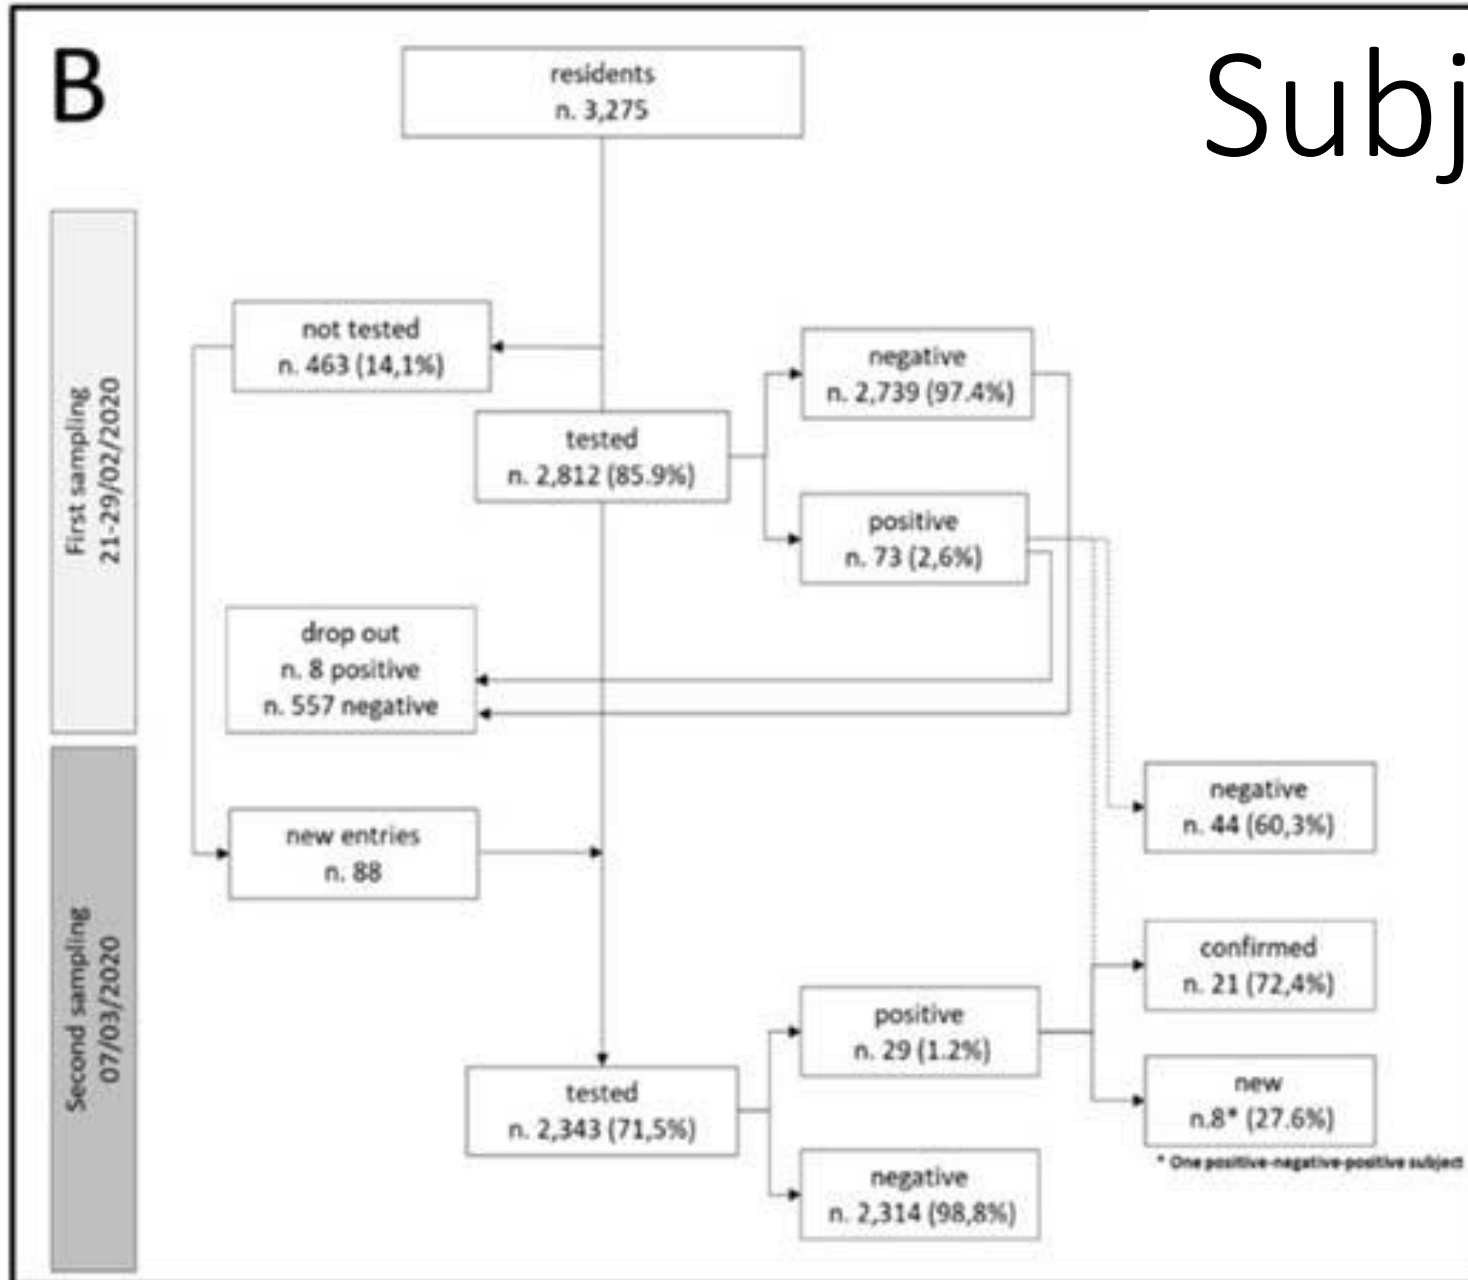 B
Subj
residents
n. 3,275
First sampling
21-29/02/2020
not tested
n. 463 (14,1%)
negative
n. 2,739 (97.4%)
tested
n. 2,812 (85.9%)
positive
n. 73 (2,6%)
drop out
n. 8 positive
n. 557 negative
Second sampling
07/03/2020
negative
n. 44 (60,3%)
new entries
n. 88
confirmed
n. 21 (72,4%)
positive
n. 29 (1.2%)
new
n.8* (27.6%)
* One positive-negative-positive subject
tested
n. 2,343 (71,5%)
negative
n. 2,314 (98,8%)